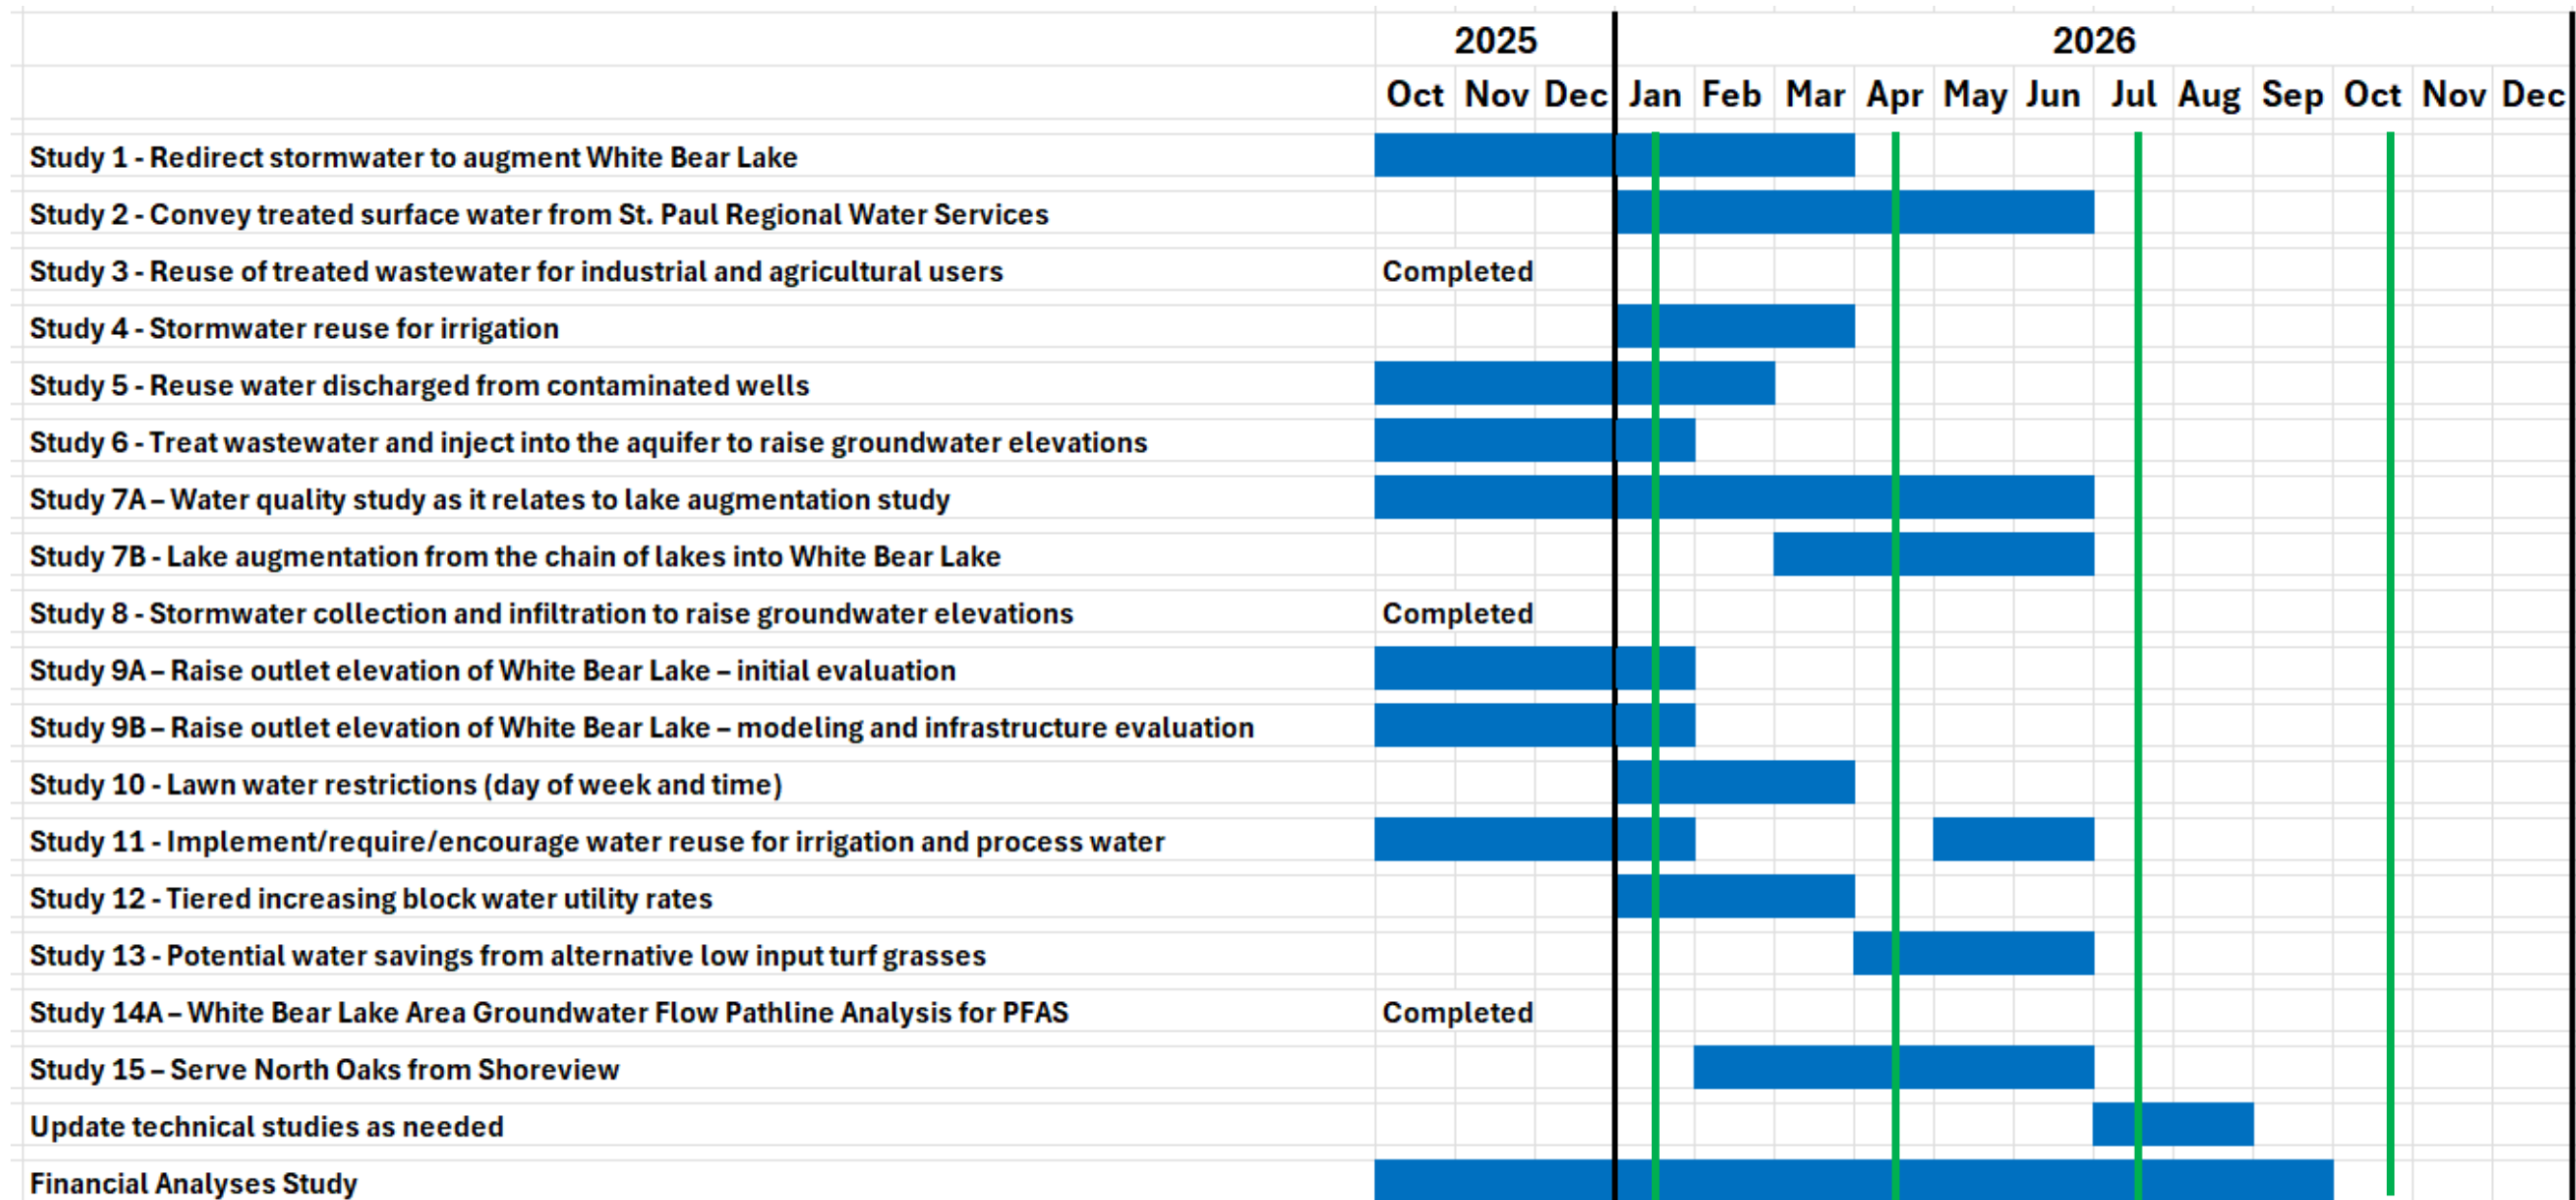 2025 2026
Oct Nov Dec Jan Feb Mar Apr May Jun Jul Aug Sep Oct Nov Dec
Study 1 - Redirect stormwater to augment White Bear Lake
Study 2 - Convey treated surface water from St. Paul Regional Water Services
Study 3 - Reuse of treated wastewater for industrial and agricultural users Completed
Study 4 - Stormwater reuse for irrigation
Study 5 - Reuse water discharged from contaminated wells
Study 6 - Treat wastewater and inject into the aquifer to raise groundwater elevations
Study 7A – Water quality study as it relates to lake augmentation study
Study 7B - Lake augmentation from the chain of lakes into White Bear Lake
Study 8 - Stormwater collection and infiltration to raise groundwater elevations Completed
Study 9A – Raise outlet elevation of White Bear Lake – initial evaluation
Study 9B – Raise outlet elevation of White Bear Lake – modeling and infrastructure evaluation
Study 10 - Lawn water restrictions (day of week and time)
Study 11 - Implement/require/encourage water reuse for irrigation and process water
Study 12 - Tiered increasing block water utility rates
Study 13 - Potential water savings from alternative low input turf grasses
Study 14A – White Bear Lake Area Groundwater Flow Pathline Analysis for PFAS Completed
Study 15 – Serve North Oaks from Shoreview
Update technical studies as needed
Financial Analyses Study